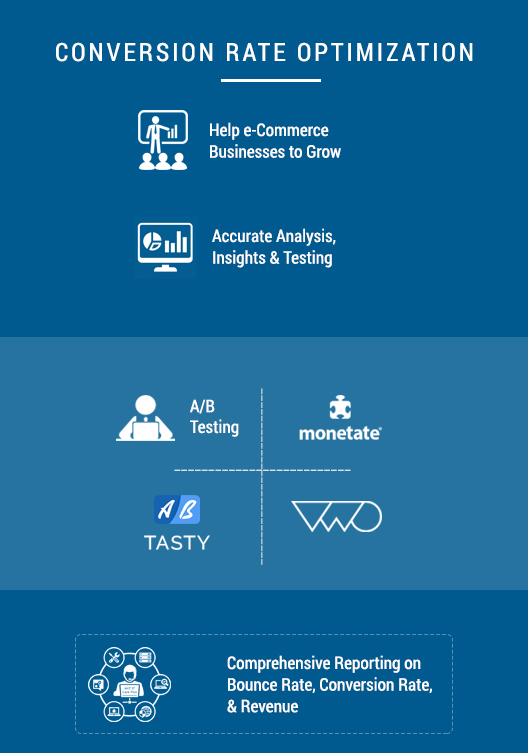 CONVERSION RATE OPTIMIZATION
Help e-Commerce
Businesses to Grow
Accurate Analysis,
Insights & Testing
A/B
Testing
monetate
AB
TASTY
VWO
Comprehensive Reporting on
Bounce Rate, Conversion Rate,
& Revenue